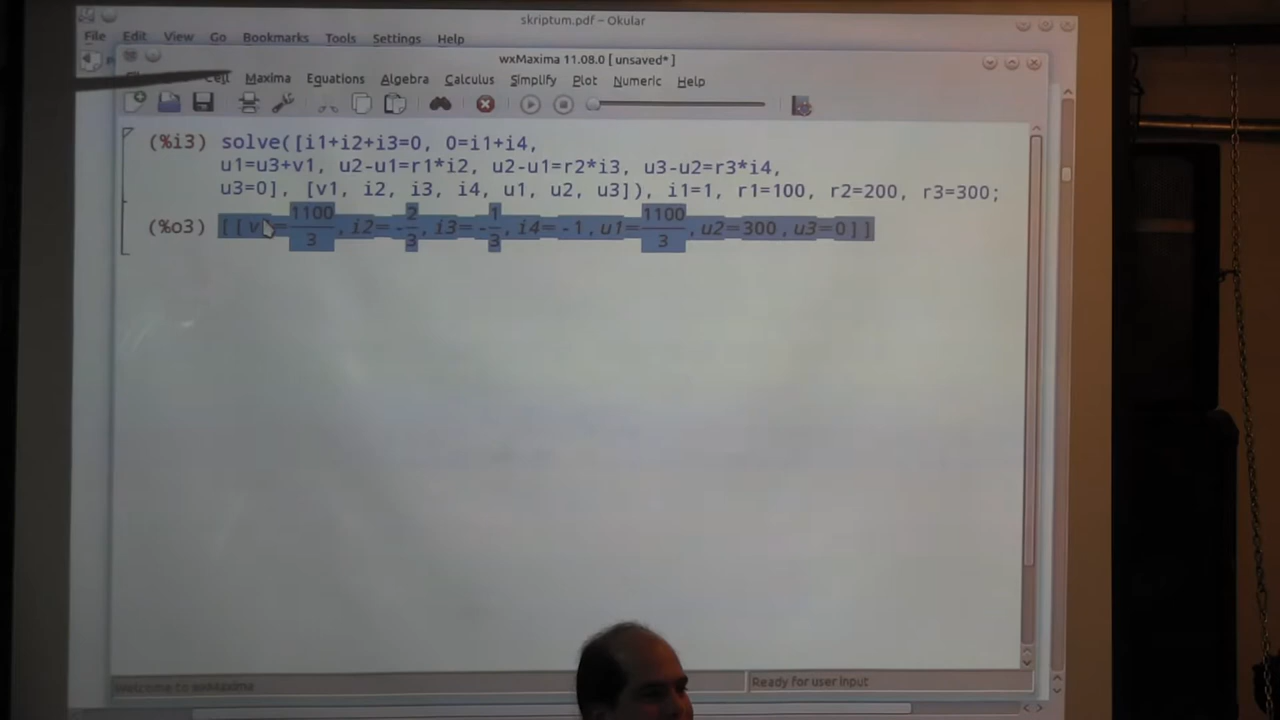 skriptum.pdf – Okular
File Edit View Go Bookmarks Tools Settings Help
wxMaxima 11.08.0 [ unsaved* ]
Cell Maxima Equations Algebra Calculus Simplify Plot Numeric Help
(%i3) solve([i1+i2+i3=0, 0=i1+i4,
u1=u3+v1, u2-u1=r1*i2, u2-u1=r2*i3, u3-u2=r3*i4,
u3=0], [v1, i2, i3, i4, u1, u2, u3]), i1=1, r1=100, r2=200, r3=300;
(%o3) [[v1=1100/3, i2=-2/3, i3=-1/3, i4=-1, u1=1100/3, u2=300, u3=0]]
Welcome to wxMaxima Ready for user input